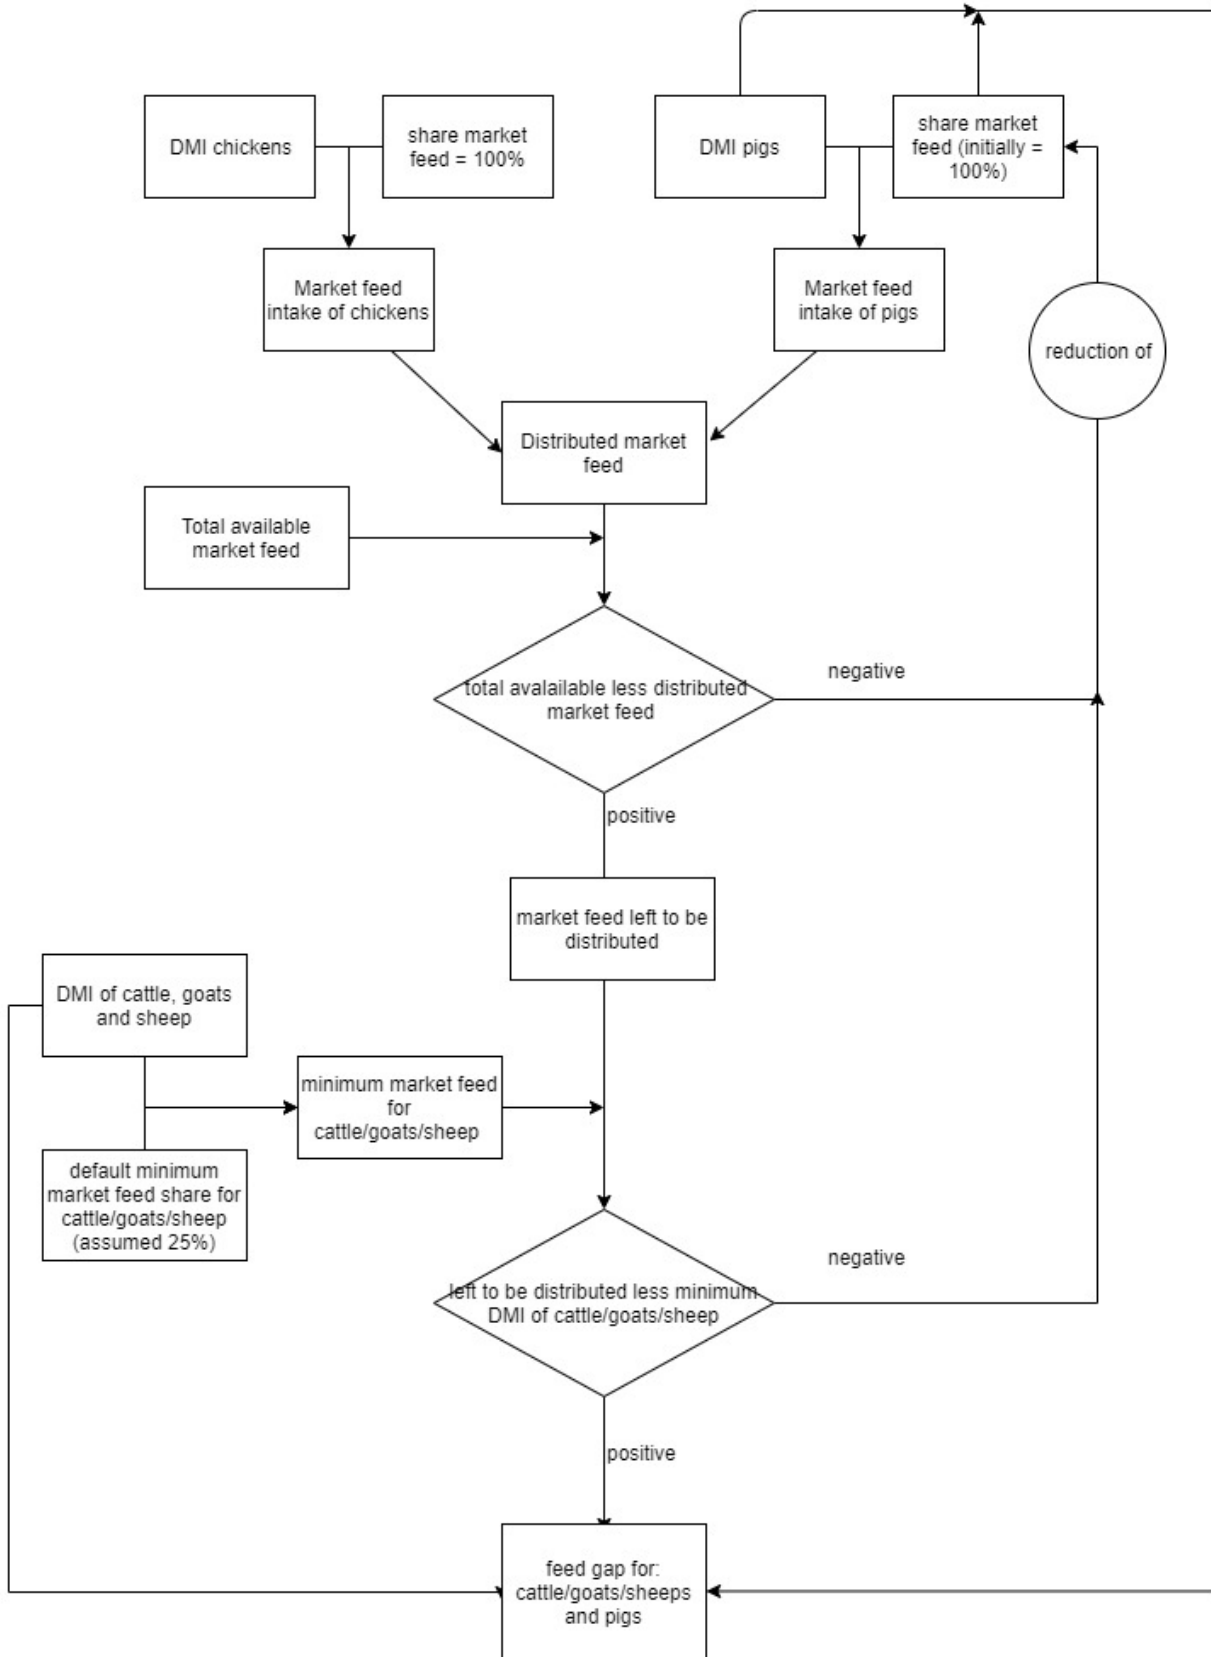 DMI chickens
share market
feed = 100%
DMI pigs
share market
feed (initially =
100%)
Market feed
intake of chickens
Market feed
intake of pigs
reduction of
Distributed market
feed
Total available
market feed
total avalailable less distributed
market feed
negative
positive
market feed left to be
distributed
DMI of cattle, goats
and sheep
minimum market feed
for
cattle/goats/sheep
default minimum
market feed share for
cattle/goats/sheep
(assumed 25%)
left to be distributed less minimum
DMI of cattle/goats/sheep
negative
positive
feed gap for:
cattle/goats/sheeps
and pigs